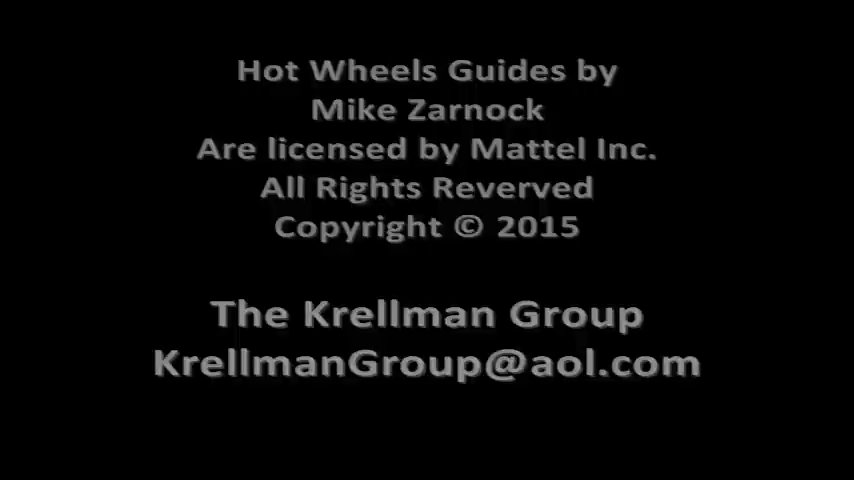 Hot Wheels Guides by
Mike Zarnock
Are licensed by Mattel Inc.
All Rights Reverved
Copyright © 2015
The Krellman Group
KrellmanGroup@aol.com